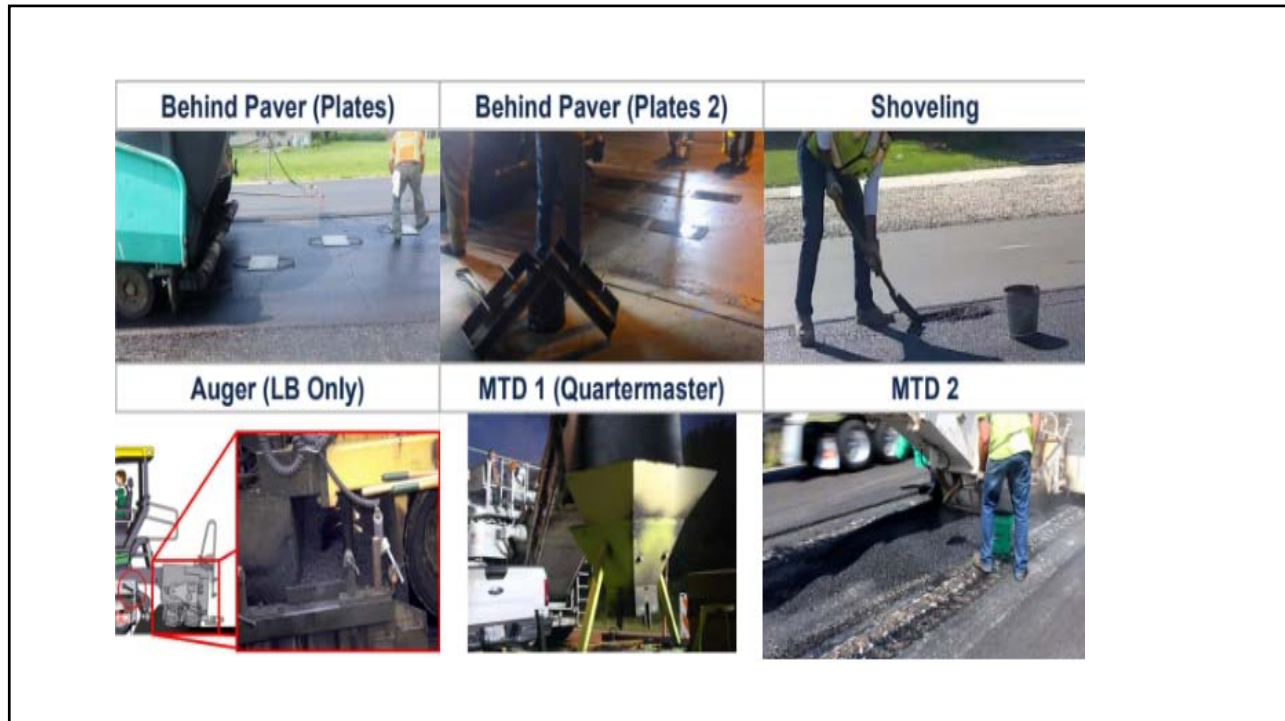 Behind Paver (Plates)
Behind Paver (Plates 2)
Shoveling
Auger (LB Only)
MTD 1 (Quartermaster)
MTD 2